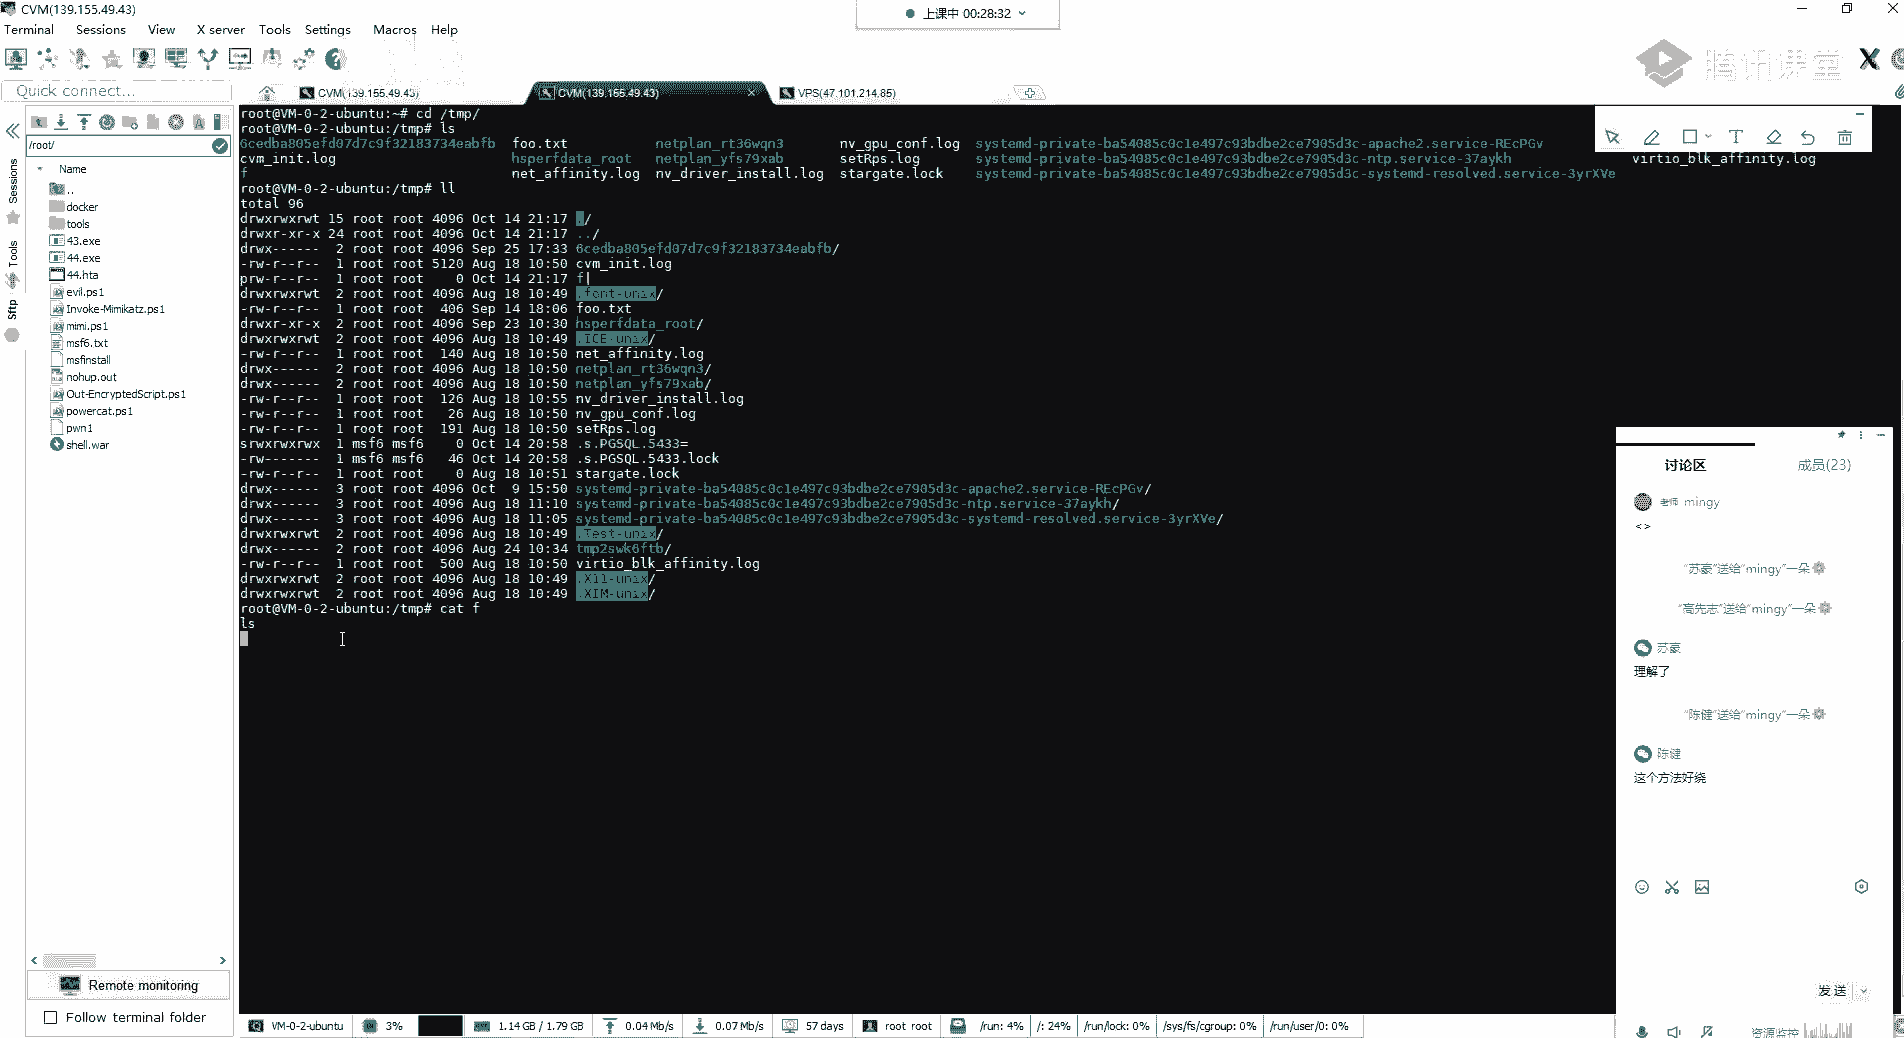 CVM(139.155.49.43)
上课中 00:28:32
Terminal Sessions View X server Tools Settings Macros Help
腾讯课堂
Quick connect...
CVM(139.155.49.43)
CVM(139.155.49.43)
VPS(47.101.214.85)
/root/
Name
..
docker
tools
43.exe
44.exe
44.hta
evil.ps1
Invoke-Mimikatz.ps1
mimi.ps1
msf6.txt
msfinstall
nohup.out
Out-EncryptedScript.ps1
powercat.ps1
pwn1
shell.war
Sessions
Tools
Sftp
Remote monitoring
Follow terminal folder
root@VM-0-2-ubuntu:~# cd /tmp/
root@VM-0-2-ubuntu:/tmp# ls
6cedba805efd07d7c9f32183734eabfb foo.txt netplan_rt36wqn3 nv_gpu_conf.log systemd-private-ba54085c0c1e497c93bdbe2ce7905d3c-apache2.service-REcPGv
cvm_init.log hsperfdata_root netplan_yfs79xab setRps.log systemd-private-ba54085c0c1e497c93bdbe2ce7905d3c-ntp.service-37aykh virtio_blk_affinity.log
f net_affinity.log nv_driver_install.log stargate.lock systemd-private-ba54085c0c1e497c93bdbe2ce7905d3c-systemd-resolved.service-3yrXVe
root@VM-0-2-ubuntu:/tmp# ll
total 96
drwxrwxrwt 15 root root 4096 Oct 14 21:17 ./
drwxr-xr-x 24 root root 4096 Oct 14 21:17 ../
drwx------ 2 root root 4096 Sep 25 17:33 6cedba805efd07d7c9f32183734eabfb/
-rw-r--r-- 1 root root 5120 Aug 18 10:50 cvm_init.log
prw-r--r-- 1 root root 0 Oct 14 21:17 f|
drwxrwxrwt 2 root root 4096 Aug 18 10:49 .font-unix/
-rw-r--r-- 1 root root 406 Sep 14 18:06 foo.txt
drwxr-xr-x 2 root root 4096 Sep 23 10:30 hsperfdata_root/
drwxrwxrwt 2 root root 4096 Aug 18 10:49 .ICE-unix/
-rw-r--r-- 1 root root 140 Aug 18 10:50 net_affinity.log
drwx------ 2 root root 4096 Aug 18 10:50 netplan_rt36wqn3/
drwx------ 2 root root 4096 Aug 18 10:50 netplan_yfs79xab/
-rw-r--r-- 1 root root 126 Aug 18 10:55 nv_driver_install.log
-rw-r--r-- 1 root root 26 Aug 18 10:50 nv_gpu_conf.log
-rw-r--r-- 1 root root 191 Aug 18 10:50 setRps.log
srwxrwxrwx 1 msf6 msf6 0 Oct 14 20:58 .s.PGSQL.5433=
-rw------- 1 msf6 msf6 46 Oct 14 20:58 .s.PGSQL.5433.lock
-rw-r--r-- 1 root root 0 Aug 18 10:51 stargate.lock
drwx------ 3 root root 4096 Oct 9 15:50 systemd-private-ba54085c0c1e497c93bdbe2ce7905d3c-apache2.service-REcPGv/
drwx------ 3 root root 4096 Aug 18 11:10 systemd-private-ba54085c0c1e497c93bdbe2ce7905d3c-ntp.service-37aykh/
drwx------ 3 root root 4096 Aug 18 11:05 systemd-private-ba54085c0c1e497c93bdbe2ce7905d3c-systemd-resolved.service-3yrXVe/
drwxrwxrwt 2 root root 4096 Aug 18 10:49 .Test-unix/
drwx------ 2 root root 4096 Aug 24 10:34 tmp2swk6ftb/
-rw-r--r-- 1 root root 500 Aug 18 10:50 virtio_blk_affinity.log
drwxrwxrwt 2 root root 4096 Aug 18 10:49 .X11-unix/
drwxrwxrwt 2 root root 4096 Aug 18 10:49 .XIM-unix/
root@VM-0-2-ubuntu:/tmp# cat f
ls
讨论区 成员(23)
老师 mingy
<>
“苏豪”送给“mingy”一朵
“高先志”送给“mingy”一朵
苏豪
理解了
“陈健”送给“mingy”一朵
陈健
这个方法好绕
发送
资源监控
VM-0-2-ubuntu 3% 1.14 GB / 1.79 GB 0.04 Mb/s 0.07 Mb/s 57 days root root /run: 4% /: 24% /run/lock: 0% /sys/fs/cgroup: 0% /run/user/0: 0%